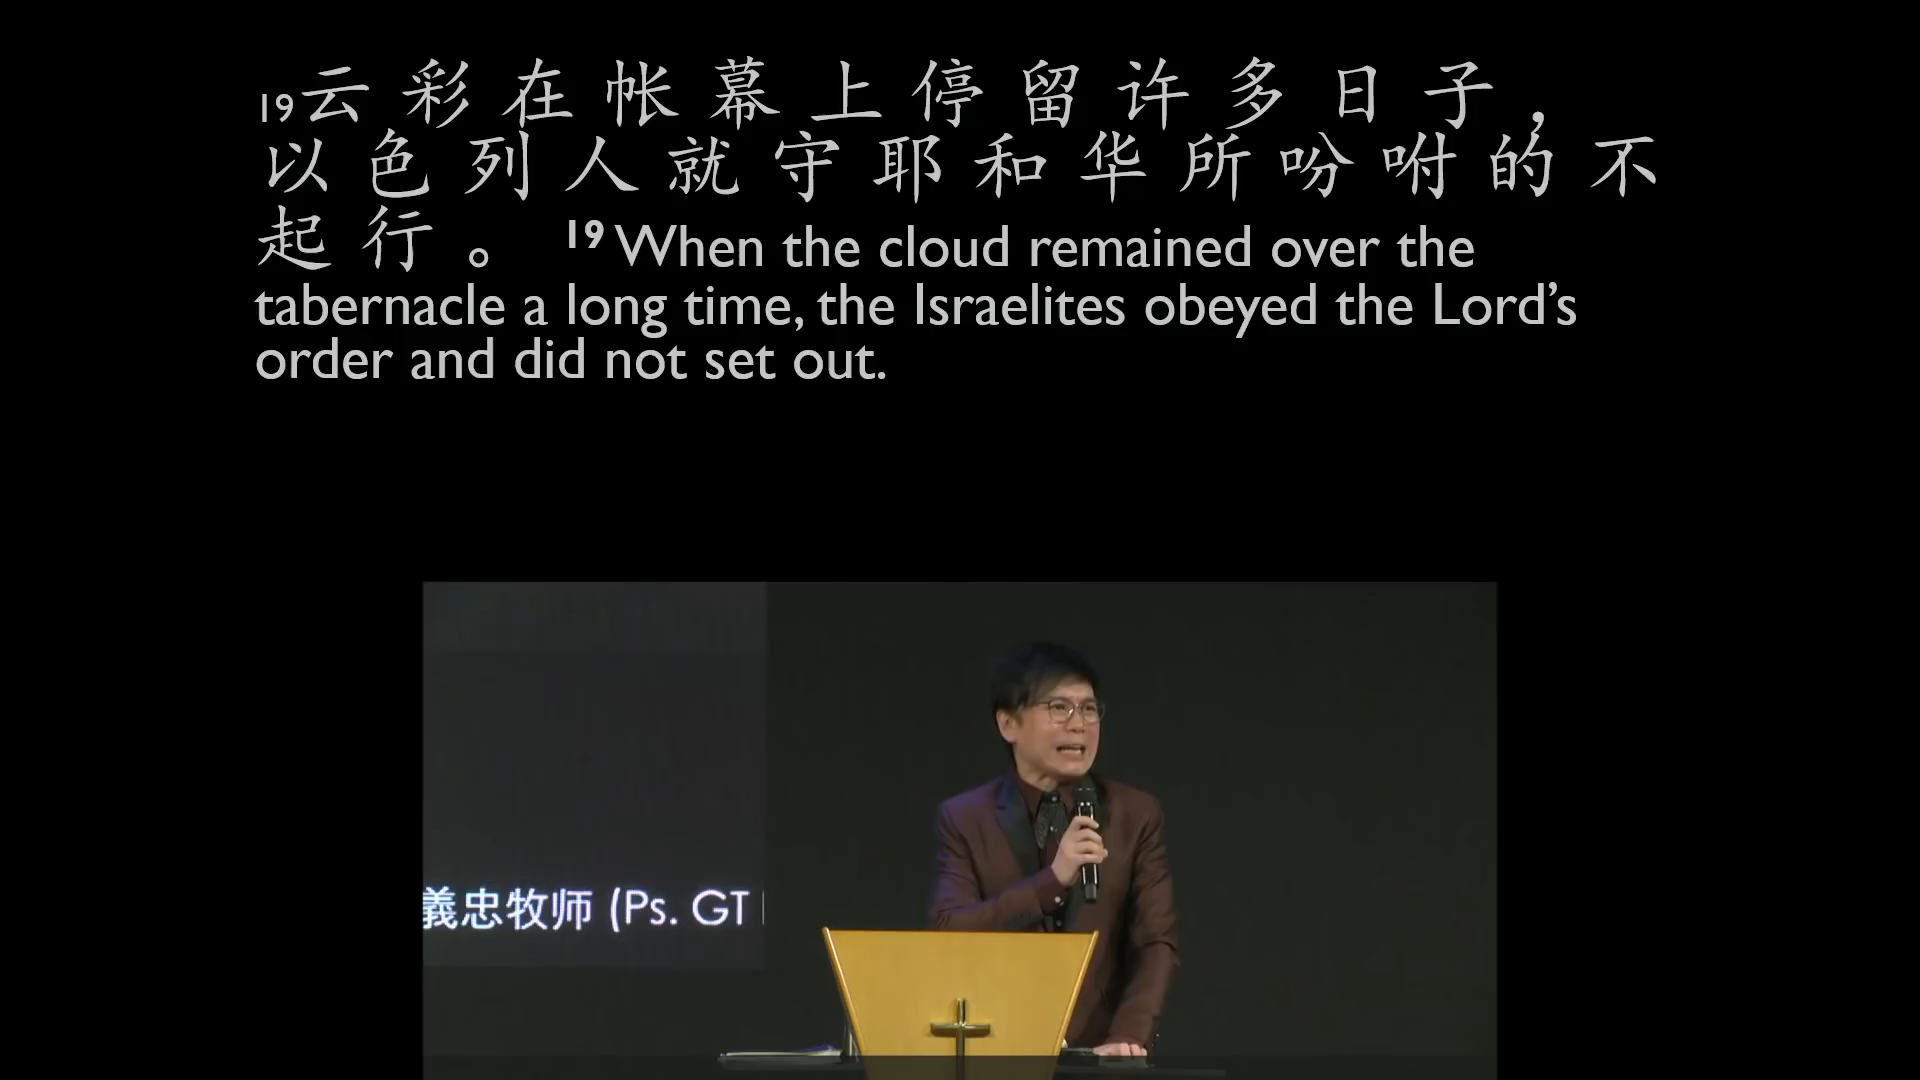 19云彩在帐幕上停留许多日子，
以色列人就守耶和华所吩咐的不
起行。 19 When the cloud remained over the
tabernacle a long time, the Israelites obeyed the Lord’s
order and did not set out.
義忠牧师 (Ps. GT